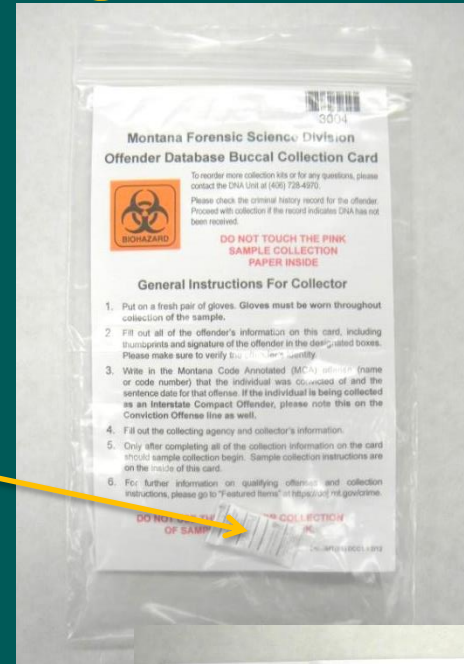 3004
Montana Forensic Science Division
Offender Database Buccal Collection Card
To reorder more collection kits or for any questions, please
contact the DNA Unit at (406) 728-4970.
Please check the criminal history record for the offender.
Proceed with collection if the record indicates DNA has not
been received.
BIOHAZARD
DO NOT TOUCH THE PINK
SAMPLE COLLECTION
PAPER INSIDE
General Instructions For Collector
1. Put on a fresh pair of gloves. Gloves must be worn throughout
collection of the sample.
2. Fill out all of the offender's information on this card, including
thumbprints and signature of the offender in the designated boxes.
Please make sure to verify the offender's identity.
3. Write in the Montana Code Annotated (MCA) offense (name
or code number) that the individual was convicted of and the
sentence date for that offense. If the individual is being collected
as an Interstate Compact Offender, please note this on the
Conviction Offense line as well.
4. Fill out the collecting agency and collector's information.
5. Only after completing all of the collection information on the card
should sample collection begin. Sample collection instructions are
on the inside of this card.
6. For further information on qualifying offenses and collection
instructions, please go to "Featured Items" at https://doj.mt.gov/crime.
DO NOT USE THE COLLECTION
OF